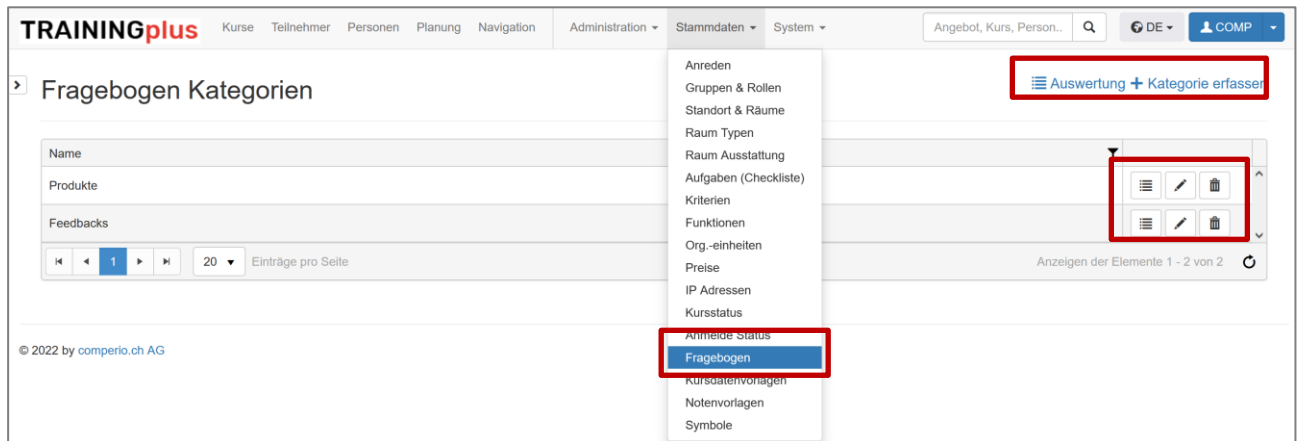 TRAININGplus Kurse Teilnehmer Personen Planung Navigation Administration Stammdaten System Angebot, Kurs, Person.. DE COMP
Fragebogen Kategorien
Auswertung + Kategorie erfassen
Anreden
Gruppen & Rollen
Standort & Räume
Raum Typen
Raum Ausstattung
Aufgaben (Checkliste)
Kriterien
Funktionen
Org.-einheiten
Preise
IP Adressen
Kursstatus
Anmelde Status
Fragebogen
Kursdatenvorlagen
Notenvorlagen
Symbole
Name
Produkte
Feedbacks
1 20 Einträge pro Seite Anzeigen der Elemente 1 - 2 von 2
© 2022 by comperio.ch AG